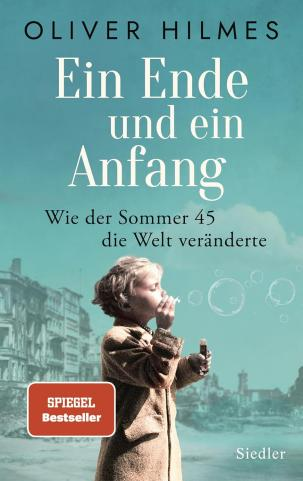 OLIVER HILMES
Ein Ende
und ein
Anfang
Wie der Sommer 45
die Welt veränderte
SPIEGEL
Bestseller
Siedler